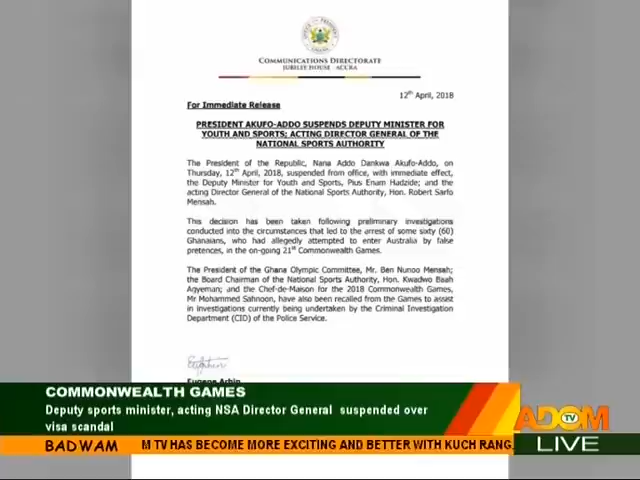 COMMUNICATIONS DIRECTORATE
JUBILEE HOUSE - ACCRA
12th April, 2018
For Immediate Release
PRESIDENT AKUFO-ADDO SUSPENDS DEPUTY MINISTER FOR
YOUTH AND SPORTS; ACTING DIRECTOR GENERAL OF THE
NATIONAL SPORTS AUTHORITY
The President of the Republic, Nana Addo Dankwa Akufo-Addo, on
Thursday, 12th April, 2018, suspended from office, with immediate effect,
the Deputy Minister for Youth and Sports, Pius Enam Hadzide; and the
acting Director General of the National Sports Authority, Hon. Robert Sarfo
Mensah.
This decision has been taken following preliminary investigations
conducted into the circumstances that led to the arrest of some sixty (60)
Ghanaians, who had allegedly attempted to enter Australia by false
pretences, in the on-going 21st Commonwealth Games.
The President of the Ghana Olympic Committee, Mr. Ben Nunoo Mensah;
the Board Chairman of the National Sports Authority, Hon. Kwadwo Baah
Agyeman; and the Chef-de-Maison for the 2018 Commonwealth Games,
Mr Mohammed Sahnoon, have also been recalled from the Games to assist
in investigations currently being undertaken by the Criminal Investigation
Department (CID) of the Police Service.
Eugene Arhin
COMMONWEALTH GAMES
Deputy sports minister, acting NSA Director General suspended over
visa scandal
ADOM TV
BADWAM
M TV HAS BECOME MORE EXCITING AND BETTER WITH KUCH RANG.
LIVE